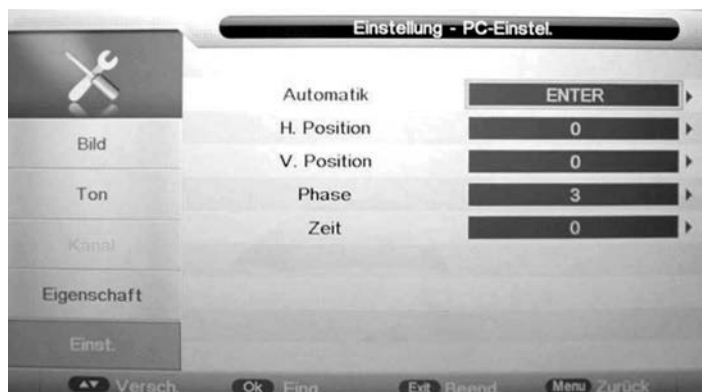 Einstellung - PC-Einstel.
Automatik ENTER
H. Position 0
V. Position 0
Phase 3
Zeit 0
Bild
Ton
Kanal
Eigenschaft
Einst.
Versch. Ok Eing. Exit Beend. Menu Zurück